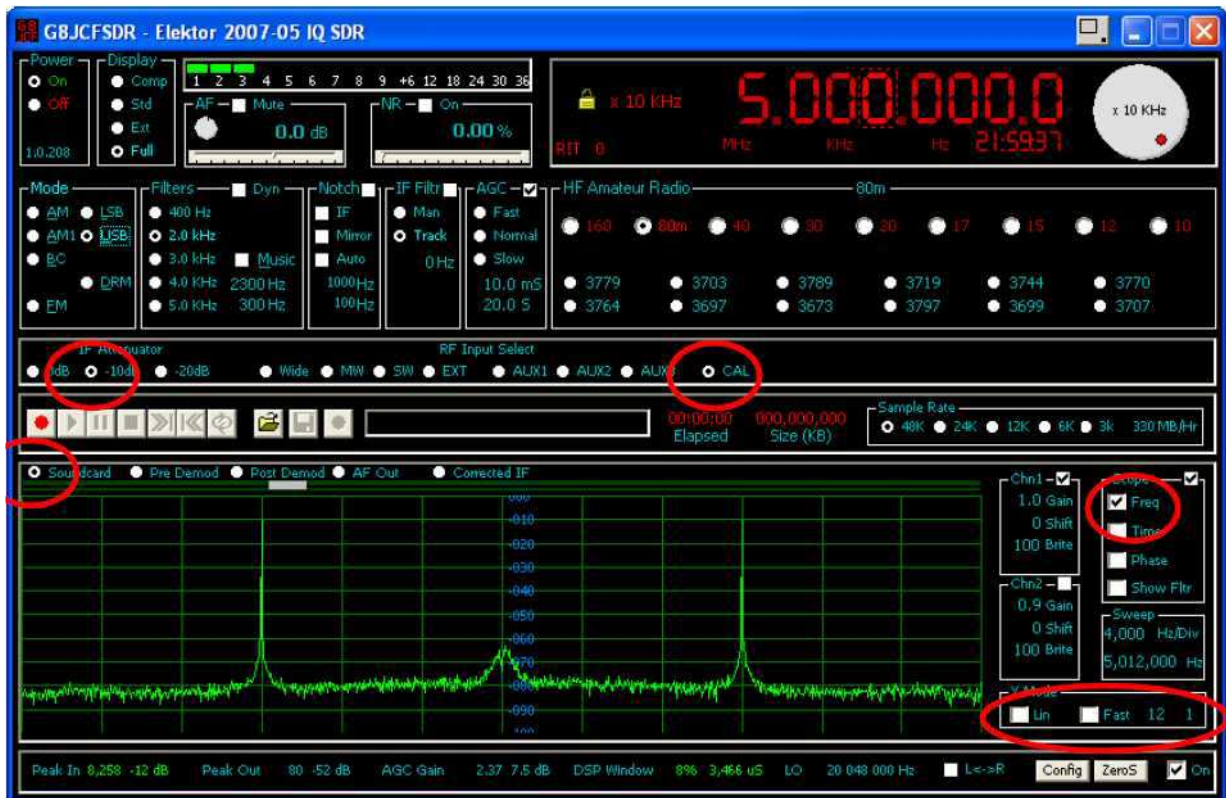 G8JCFSDR - Elektor 2007-05 IQ SDR
Power
On
Off
1.0.208
Display
Comp
Std
Ext
Full
1 2 3 4 5 6 7 8 9 +6 12 18 24 30 36
AF Mute
0.0 dB
NR On
0.00 %
x 10 KHz
5.000.000.0
RIT 0 MHz KHz Hz 21:59:37
x 10 KHz
Mode
AM LSB
AM1 USB
BC
DRM
FM
Filters Dyn
400 Hz
2.0 kHz
3.0 kHz Music
4.0 KHz 2300 Hz
5.0 KHz 300 Hz
Notch
IF
Mirror
Auto
1000 Hz
100 Hz
IF Filtr
Man
Track
0 Hz
AGC
Fast
Normal
Slow
10.0 mS
20.0 S
HF Amateur Radio 80m
160 80m 40 30 20 17 15 12 10
3779 3703 3789 3719 3744 3770
3764 3697 3673 3797 3699 3707
IF Attenuator RF Input Select
0dB -10dB -20dB Wide MW SW EXT AUX1 AUX2 AUX3 CAL
00:00:00 000,000,000
Elapsed Size (KB)
Sample Rate
48K 24K 12K 6K 3k 330 MB/Hr
Soundcard Pre Demod Post Demod AF Out Corrected IF
000
-010
-020
-030
-040
-050
-060
-070
-080
-090
-100
Chn1
1.0 Gain
0 Shift
100 Brite
Chn2
0.9 Gain
0 Shift
100 Brite
Scope
Freq
Time
Phase
Show Fltr
Sweep
4,000 Hz/Div
5,012,000 Hz
X Mode
Lin Fast 12 1
Peak In 8,258 -12 dB Peak Out 80 -52 dB AGC Gain 2.37 7.5 dB DSP Window 8% 3,466 uS LO 20 048 000 Hz L<->R Config ZeroS On